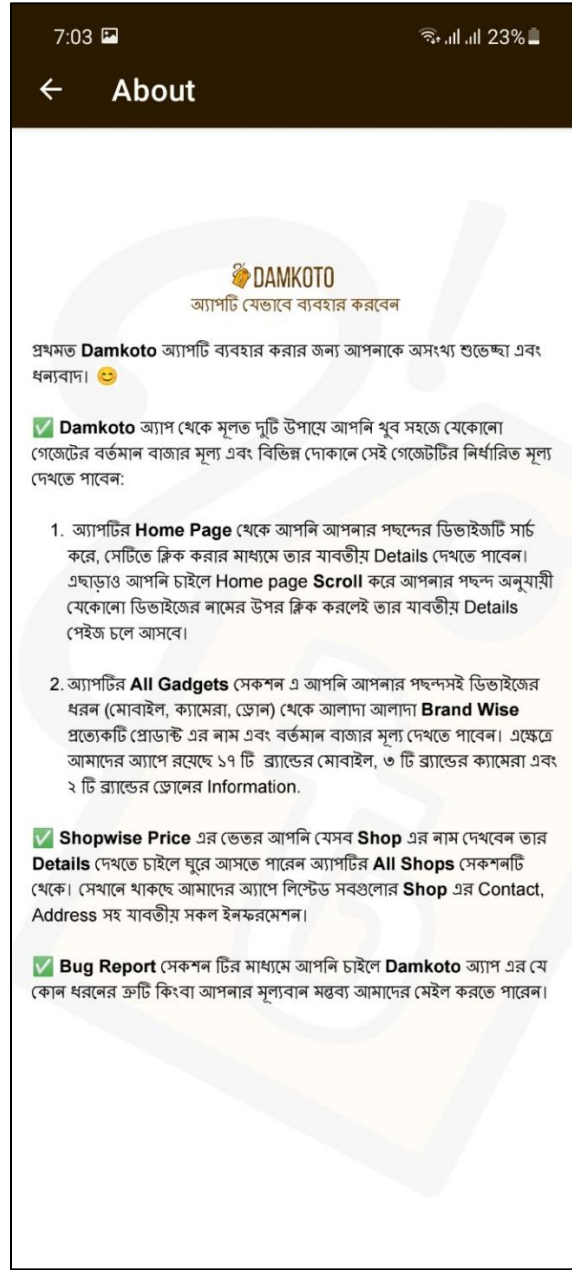 7:03 23%
About
DAMKOTO
অ্যাপটি যেভাবে ব্যবহার করবেন
প্রথমত Damkoto অ্যাপটি ব্যবহার করার জন্য আপনাকে অসংখ্য শুভেচ্ছা এবং
ধন্যবাদ। 😊
✅ Damkoto অ্যাপ থেকে মূলত দুটি উপায়ে আপনি খুব সহজে যেকোনো
গেজেটের বর্তমান বাজার মূল্য এবং বিভিন্ন দোকানে সেই গেজেটটির নির্ধারিত মূল্য
দেখতে পাবেন:
1. অ্যাপটির Home Page থেকে আপনি আপনার পছন্দের ডিভাইজটি সার্চ
করে, সেটিতে ক্লিক করার মাধ্যমে তার যাবতীয় Details দেখতে পাবেন।
এছাড়াও আপনি চাইলে Home page Scroll করে আপনার পছন্দ অনুযায়ী
যেকোনো ডিভাইজের নামের উপর ক্লিক করলেই তার যাবতীয় Details
পেইজ চলে আসবে।
2. অ্যাপটির All Gadgets সেকশন এ আপনি আপনার পছন্দসই ডিভাইজের
ধরন (মোবাইল, ক্যামেরা, ড্রোন) থেকে আলাদা আলাদা Brand Wise
প্রত্যেকটি প্রোডাক্ট এর নাম এবং বর্তমান বাজার মূল্য দেখতে পাবেন। এক্ষেত্রে
আমাদের অ্যাপে রয়েছে ১৭ টি ব্র্যান্ডের মোবাইল, ৩ টি ব্র্যান্ডের ক্যামেরা এবং
২ টি ব্র্যান্ডের ড্রোনের Information.
✅ Shopwise Price এর ভেতর আপনি যেসব Shop এর নাম দেখবেন তার
Details দেখতে চাইলে ঘুরে আসতে পারেন অ্যাপটির All Shops সেকশনটি
থেকে। সেখানে থাকছে আমাদের অ্যাপে লিস্টেড সবগুলোর Shop এর Contact,
Address সহ যাবতীয় সকল ইনফরমেশন।
✅ Bug Report সেকশন টির মাধ্যমে আপনি চাইলে Damkoto অ্যাপ এর যে
কোন ধরনের ত্রুটি কিংবা আপনার মূল্যবান মন্তব্য আমাদের মেইল করতে পারেন।